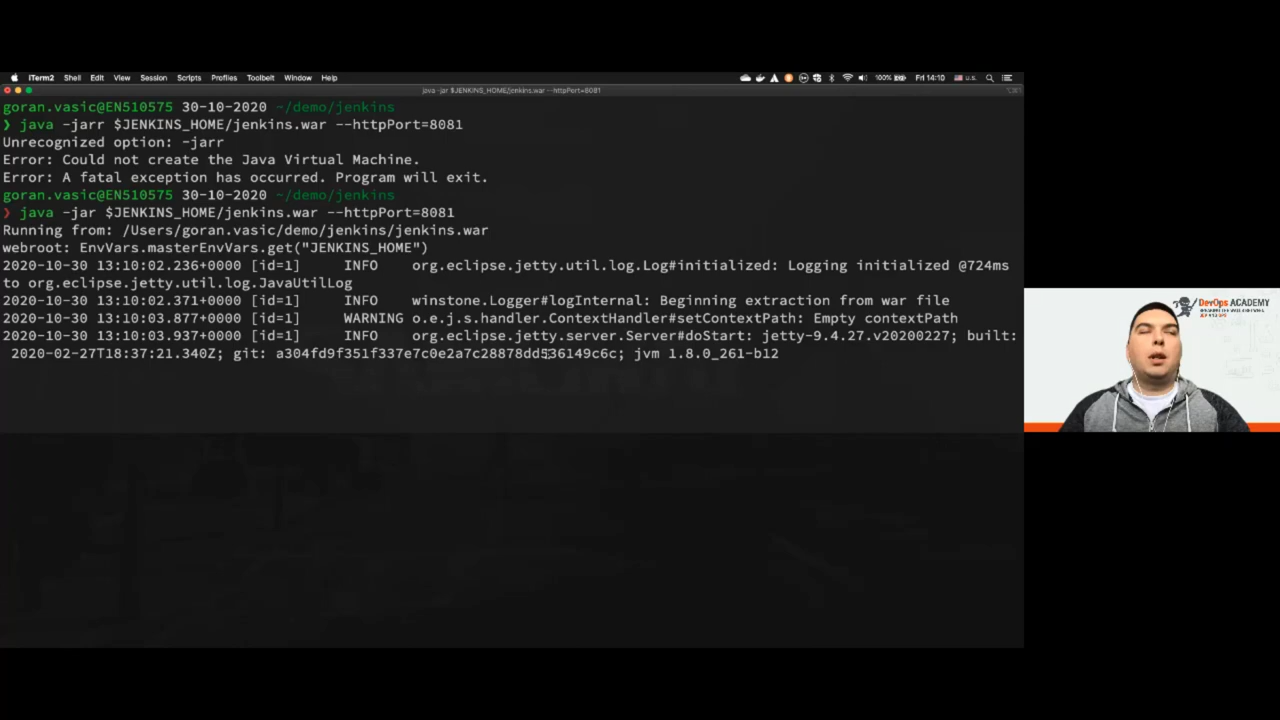 iTerm2 Shell Edit View Session Scripts Profiles Toolbelt Window Help 100% Fri 14:10 U.S.
java -jar $JENKINS_HOME/jenkins.war --httpPort=8081
goran.vasic@EN510575 30-10-2020 ~/demo/jenkins
❯ java -jarr $JENKINS_HOME/jenkins.war --httpPort=8081
Unrecognized option: -jarr
Error: Could not create the Java Virtual Machine.
Error: A fatal exception has occurred. Program will exit.
goran.vasic@EN510575 30-10-2020 ~/demo/jenkins
❯ java -jar $JENKINS_HOME/jenkins.war --httpPort=8081
Running from: /Users/goran.vasic/demo/jenkins/jenkins.war
webroot: EnvVars.masterEnvVars.get("JENKINS_HOME")
2020-10-30 13:10:02.236+0000 [id=1] INFO org.eclipse.jetty.util.log.Log#initialized: Logging initialized @724ms
to org.eclipse.jetty.util.log.JavaUtilLog
2020-10-30 13:10:02.371+0000 [id=1] INFO winstone.Logger#logInternal: Beginning extraction from war file
2020-10-30 13:10:03.877+0000 [id=1] WARNING o.e.j.s.handler.ContextHandler#setContextPath: Empty contextPath
2020-10-30 13:10:03.937+0000 [id=1] INFO org.eclipse.jetty.server.Server#doStart: jetty-9.4.27.v20200227; built:
2020-02-27T18:37:21.340Z; git: a304fd9f351f337e7c0e2a7c28878dd536149c6c; jvm 1.8.0_261-b12
DevOps ACADEMY